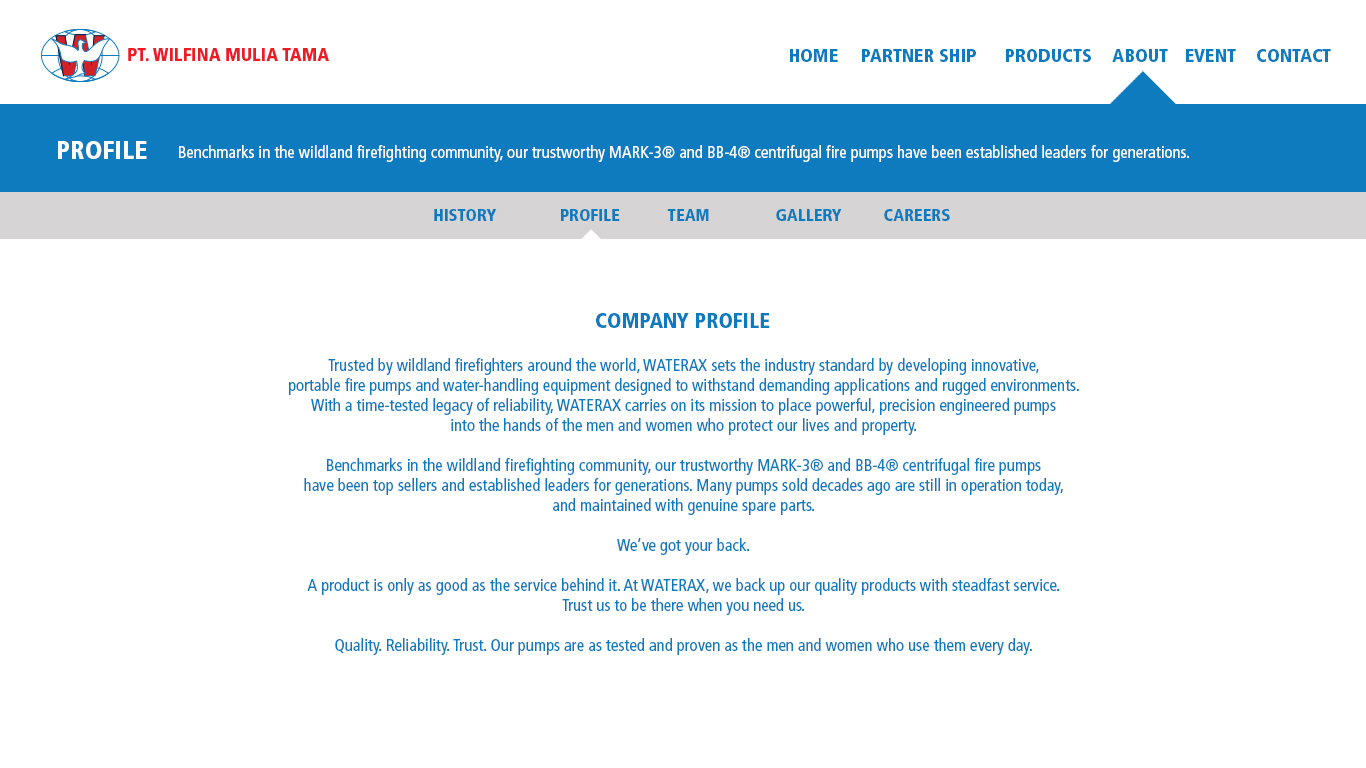 PT. WILFINA MULIA TAMA
HOME PARTNER SHIP PRODUCTS ABOUT EVENT CONTACT
PROFILE Benchmarks in the wildland firefighting community, our trustworthy MARK-3® and BB-4® centrifugal fire pumps have been established leaders for generations.
HISTORY PROFILE TEAM GALLERY CAREERS
COMPANY PROFILE
Trusted by wildland firefighters around the world, WATERAX sets the industry standard by developing innovative,
portable fire pumps and water-handling equipment designed to withstand demanding applications and rugged environments.
With a time-tested legacy of reliability, WATERAX carries on its mission to place powerful, precision engineered pumps
into the hands of the men and women who protect our lives and property.
Benchmarks in the wildland firefighting community, our trustworthy MARK-3® and BB-4® centrifugal fire pumps
have been top sellers and established leaders for generations. Many pumps sold decades ago are still in operation today,
and maintained with genuine spare parts.
We’ve got your back.
A product is only as good as the service behind it. At WATERAX, we back up our quality products with steadfast service.
Trust us to be there when you need us.
Quality. Reliability. Trust. Our pumps are as tested and proven as the men and women who use them every day.